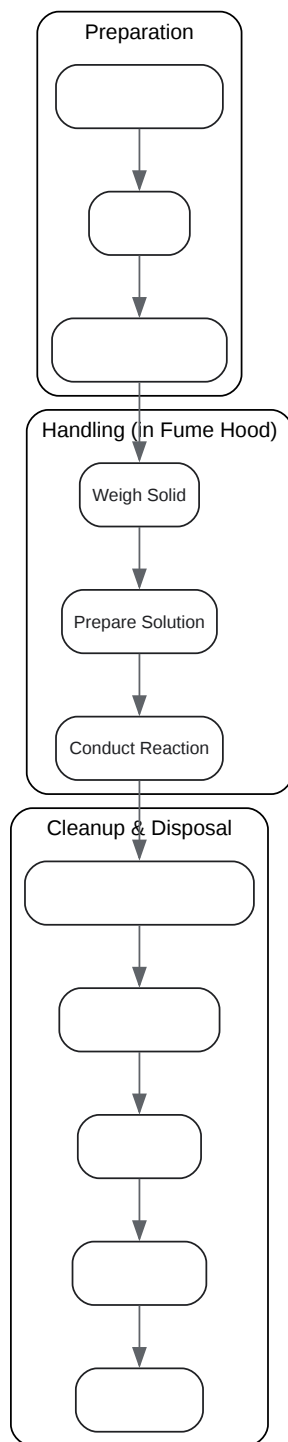 Preparation
Handling (in Fume Hood)
Weigh Solid
Prepare Solution
Conduct Reaction
Cleanup & Disposal